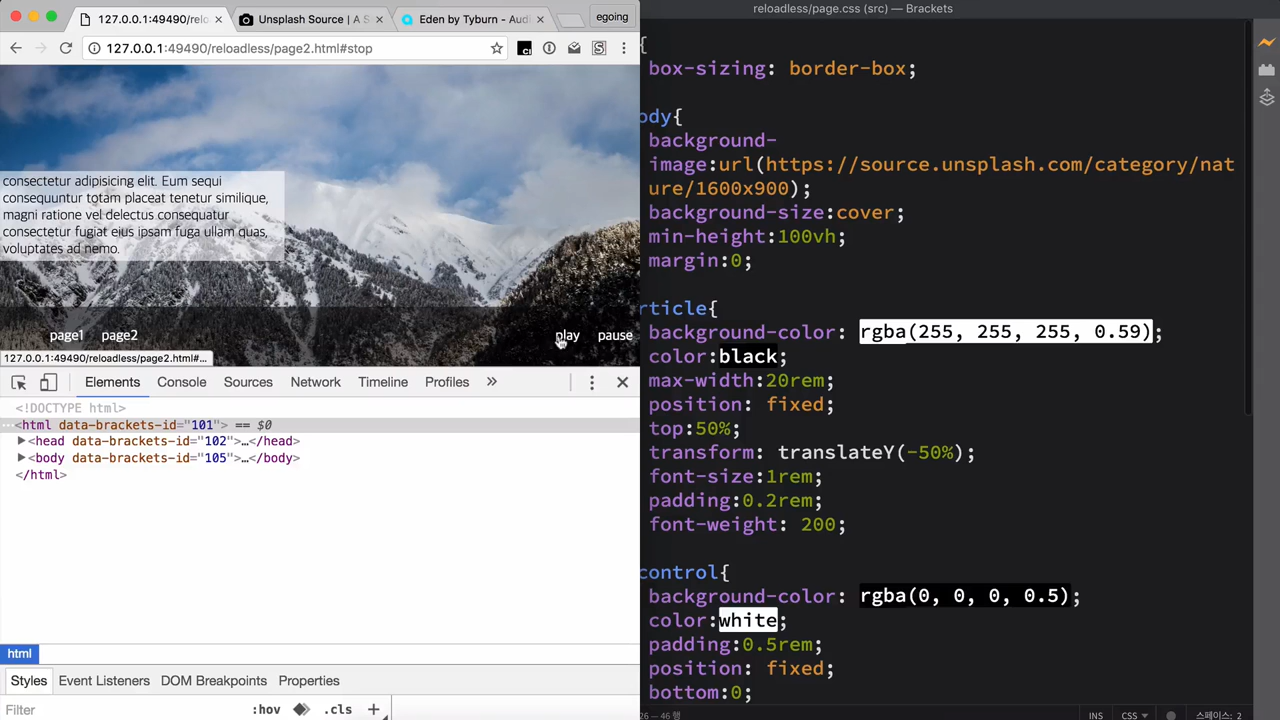 127.0.0.1:49490/reloadless
Unsplash Source | A S
Eden by Tyburn - Audi
egoing
127.0.0.1:49490/reloadless/page2.html#stop
consectetur adipisicing elit. Eum sequi
consequuntur totam placeat tenetur similique,
magni ratione vel delectus consequatur
consectetur fugiat eius ipsam fuga ullam quas,
voluptates ad nemo.
page1 page2 play pause
127.0.0.1:49490/reloadless/page2.html#...
Elements Console Sources Network Timeline Profiles »
<!DOCTYPE html>
…<html data-brackets-id="101"> == $0
<head data-brackets-id="102">…</head>
<body data-brackets-id="105">…</body>
</html>
html
Styles Event Listeners DOM Breakpoints Properties
Filter :hov .cls +
reloadless/page.css (src) — Brackets
{
box-sizing: border-box;
ody{
background-
image:url(https://source.unsplash.com/category/nat
ure/1600x900);
background-size:cover;
min-height:100vh;
margin:0;
rticle{
background-color: rgba(255, 255, 255, 0.59);
color:black;
max-width:20rem;
position: fixed;
top:50%;
transform: translateY(-50%);
font-size:1rem;
padding:0.2rem;
font-weight: 200;
control{
background-color: rgba(0, 0, 0, 0.5);
color:white;
padding:0.5rem;
position: fixed;
bottom:0;
26 — 46 행
INS CSS 스페이스: 2